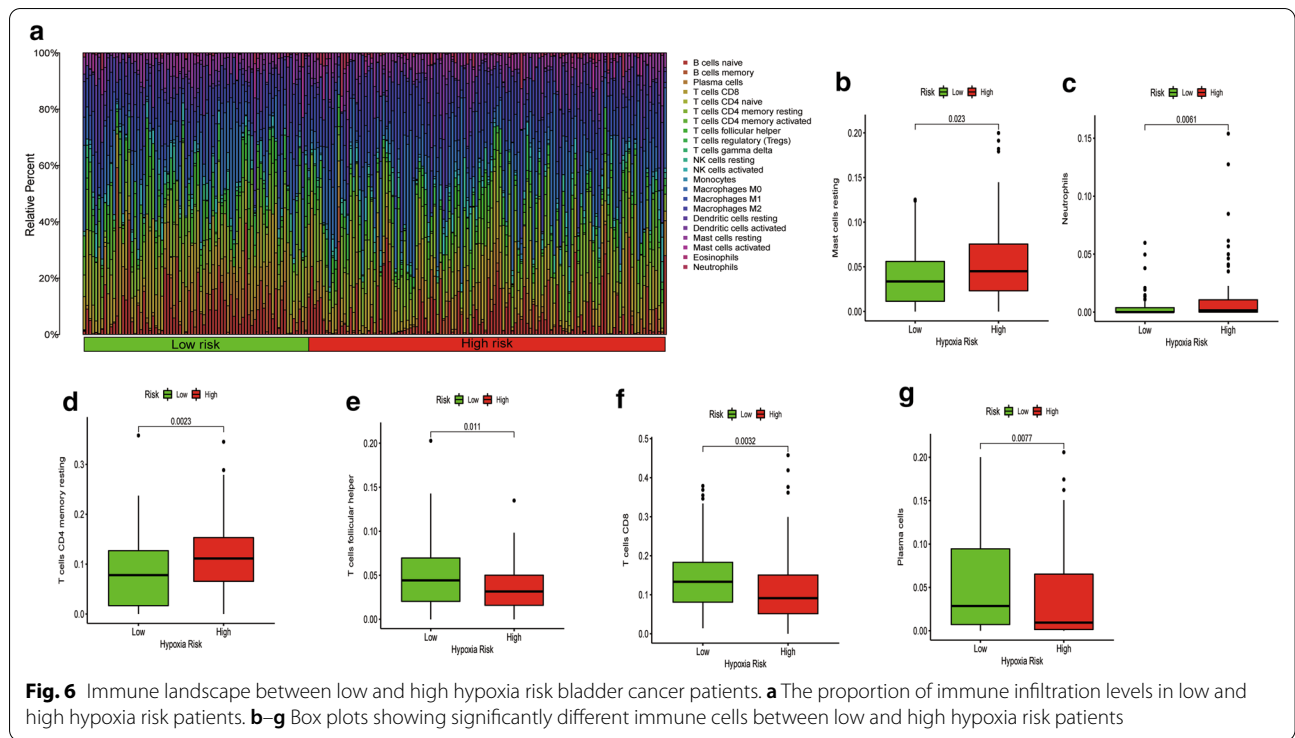 a
100%
80%
60%
40%
20%
0%
Relative Percent
Low risk
High risk
B cells naive
B cells memory
Plasma cells
T cells CD8
T cells CD4 naive
T cells CD4 memory resting
T cells CD4 memory activated
T cells follicular helper
T cells regulatory (Tregs)
T cells gamma delta
NK cells resting
NK cells activated
Monocytes
Macrophages M0
Macrophages M1
Macrophages M2
Dendritic cells resting
Dendritic cells activated
Mast cells resting
Mast cells activated
Eosinophils
Neutrophils
b
Risk Low High
0.023
0.20
0.15
0.10
0.05
0.00
Mast cells resting
Low High
Hypoxia Risk
c
Risk Low High
0.0061
0.15
0.10
0.05
0.00
Neutrophils
Low High
Hypoxia Risk
d
Risk Low High
0.0023
0.3
0.2
0.1
0.0
T cells CD4 memory resting
Low High
Hypoxia Risk
e
Risk Low High
0.011
0.20
0.15
0.10
0.05
0.00
T cells follicular helper
Low High
Hypoxia Risk
f
Risk Low High
0.0032
0.5
0.4
0.3
0.2
0.1
0.0
T cells CD8
Low High
Hypoxia Risk
g
Risk Low High
0.0077
0.20
0.15
0.10
0.05
0.00
Plasma cells
Low High
Hypoxia Risk
Fig. 6 Immune landscape between low and high hypoxia risk bladder cancer patients. a The proportion of immune infiltration levels in low and
high hypoxia risk patients. b–g Box plots showing significantly different immune cells between low and high hypoxia risk patients